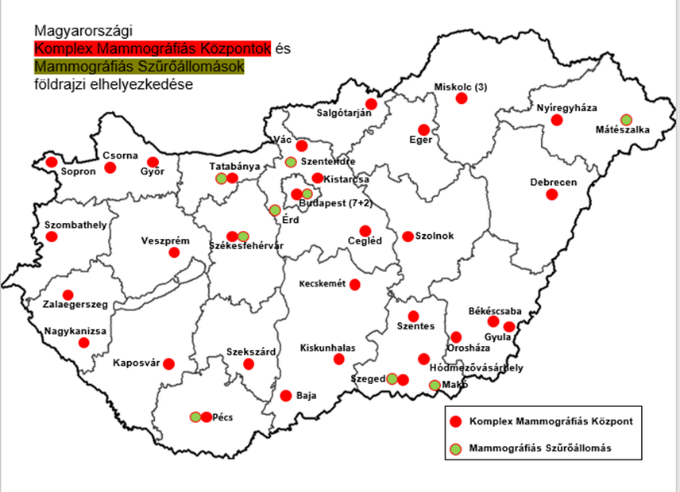 Magyarországi
Komplex Mammográfiás Központok és
Mammográfiás Szűrőállomások
földrajzi elhelyezkedése
Miskolc (3)
Salgótarján
Nyíregyháza
Mátészalka
Eger
Vác
Szentendre
Csorna
Sopron
Győr
Tatabánya
Kistarcsa
Debrecen
Budapest (7+2)
Érd
Szombathely
Veszprém
Székesfehérvár
Cegléd
Szolnok
Kecskemét
Zalaegerszeg
Békéscsaba
Szentes
Gyula
Nagykanizsa
Orosháza
Kaposvár
Szekszárd
Kiskunhalas
Hódmezővásárhely
Szeged
Makó
Baja
Pécs
Komplex Mammográfiás Központ
Mammográfiás Szűrőállomás